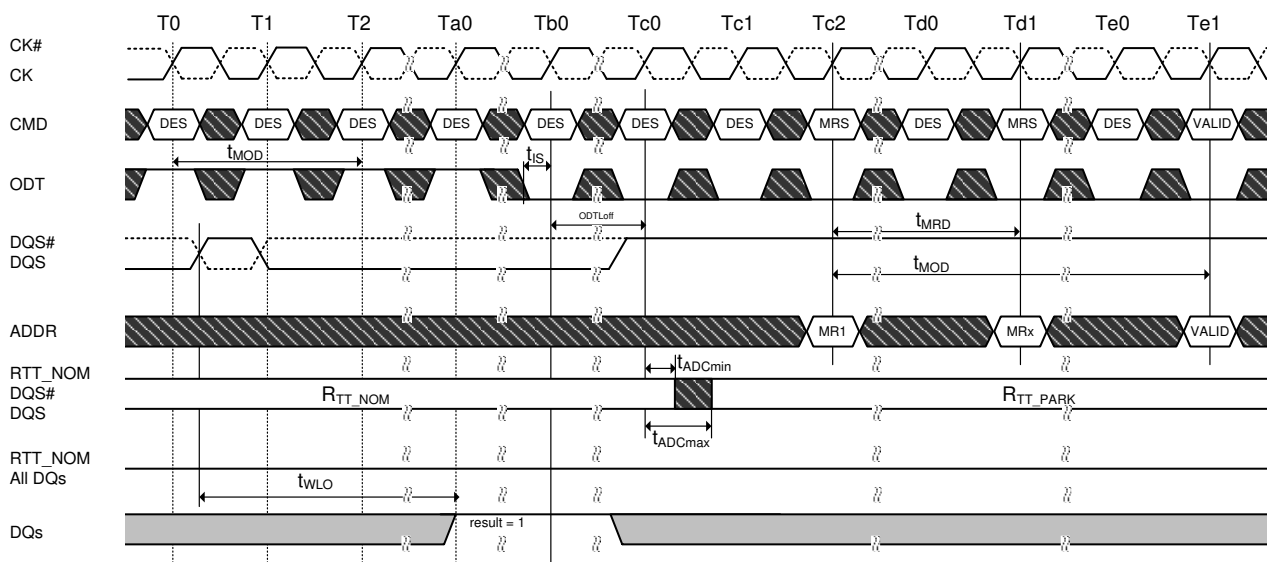 T0 T1 T2 Ta0 Tb0 Tc0 Tc1 Tc2 Td0 Td1 Te0 Te1
CK#
CK
CMD DES DES DES DES DES DES DES MRS DES MRS DES VALID
tMOD tIS
ODT
ODTLoff
tMRD
DQS#
DQS
tMOD
ADDR MR1 MRx VALID
tADCmin
RTT_NOM
DQS#
DQS
RTT_NOM RTT_PARK
tADCmax
RTT_NOM
All DQs
tWLO
result = 1
DQs